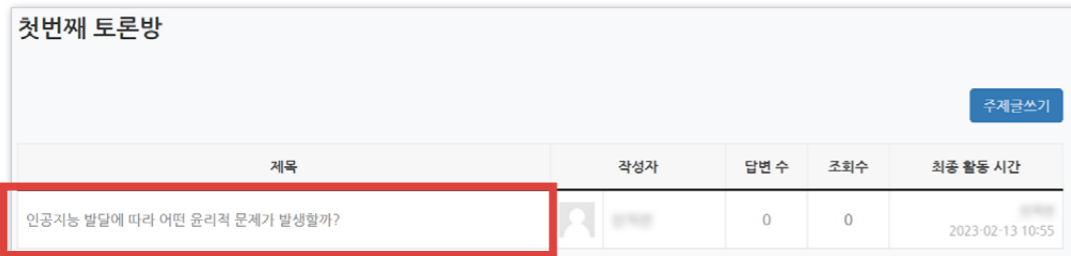 첫번째 토론방
주제글쓰기
제목 작성자 답변 수 조회수 최종 활동 시간
인공지능 발달에 따라 어떤 윤리적 문제가 발생할까? 0 0
2023-02-13 10:55